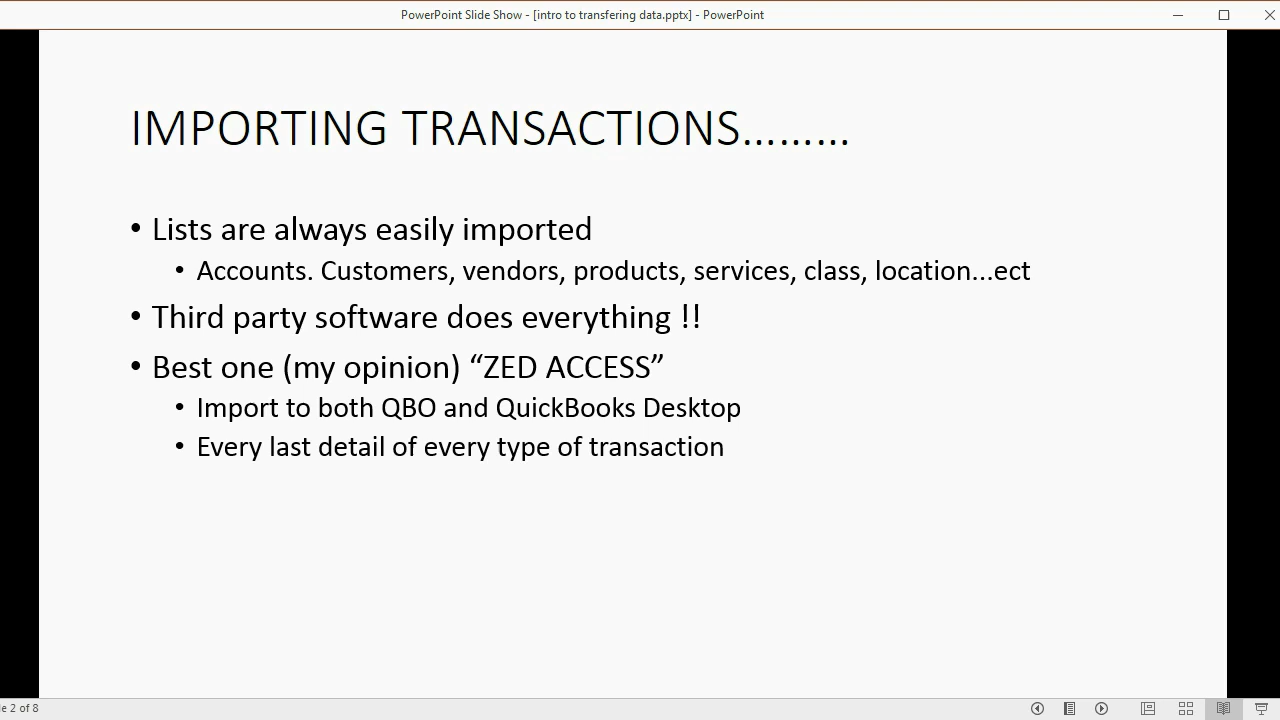 PowerPoint Slide Show - [intro to transfering data.pptx] - PowerPoint
IMPORTING TRANSACTIONS.........
• Lists are always easily imported
• Accounts. Customers, vendors, products, services, class, location...ect
• Third party software does everything !!
• Best one (my opinion) “ZED ACCESS”
• Import to both QBO and QuickBooks Desktop
• Every last detail of every type of transaction
e 2 of 8